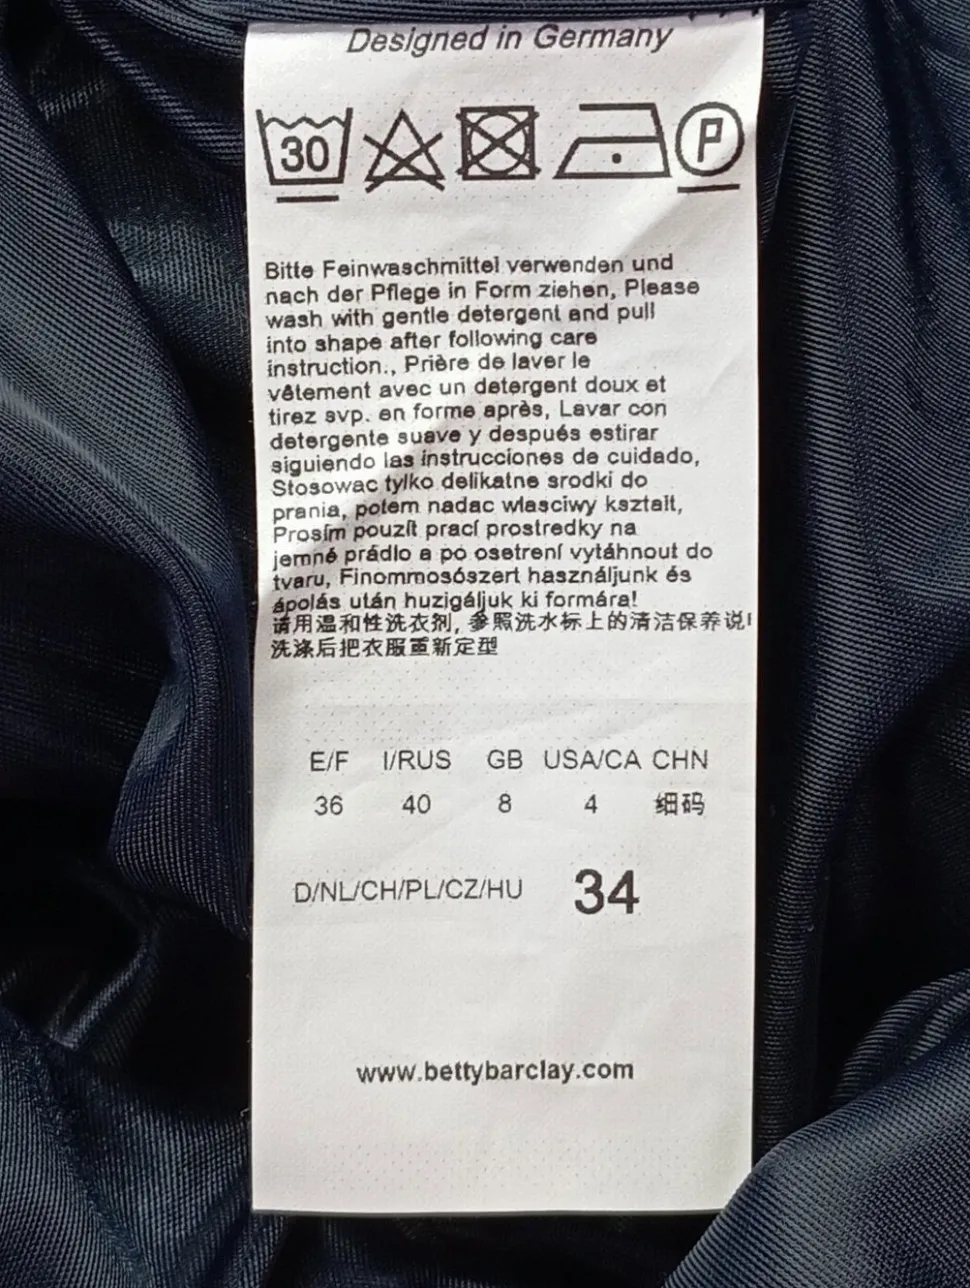 Designed in Germany
30 P
Bitte Feinwaschmittel verwenden und
nach der Pflege in Form ziehen, Please
wash with gentle detergent and pull
into shape after following care
instruction., Prière de laver le
vêtement avec un detergent doux et
tirez svp. en forme après, Lavar con
detergente suave y después estirar
siguiendo las instrucciones de cuidado,
Stosowac tylko delikatne srodki do
prania, potem nadac wlasciwy ksztalt,
Prosím pouzít prací prostredky na
jemné prádlo a po osetrení vytáhnout do
tvaru, Finommosószert használjunk és
ápolás után huzigáljuk ki formára!
请用温和性洗衣剂, 参照洗水标上的清洁保养说
洗涤后把衣服重新定型
E/F I/RUS GB USA/CA CHN
36 40 8 4 细码
D/NL/CH/PL/CZ/HU 34
www.bettybarclay.com